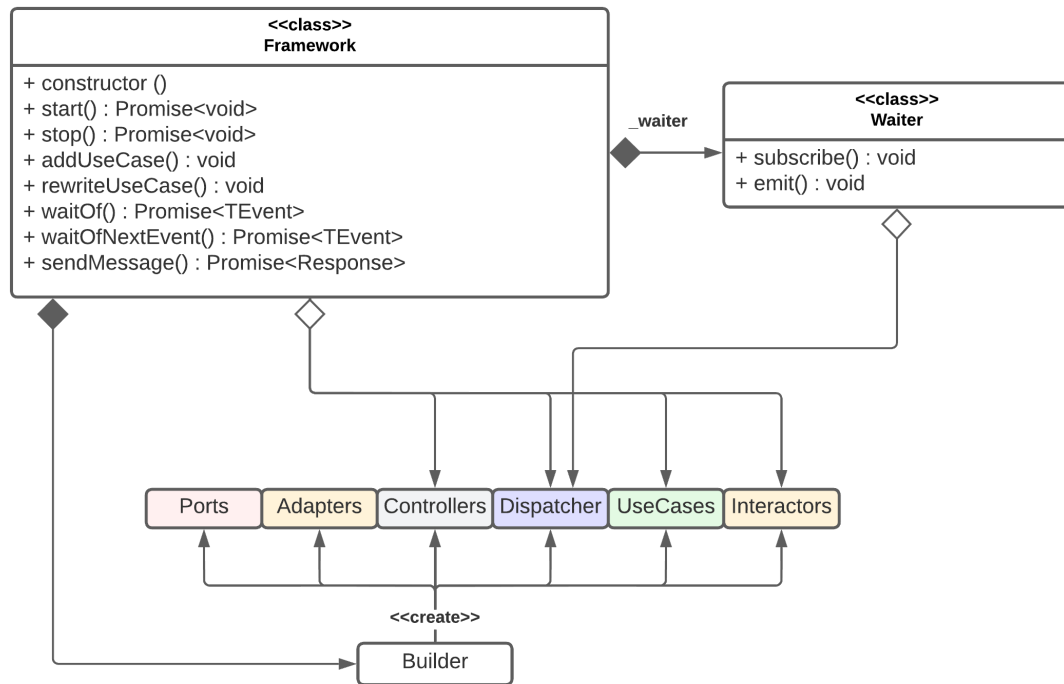 <<class>>
Framework
+ constructor ()
+ start() : Promise<void>
+ stop() : Promise<void>
+ addUseCase() : void
+ rewriteUseCase() : void
+ waitOf() : Promise<TEvent>
+ waitOfNextEvent() : Promise<TEvent>
+ sendMessage() : Promise<Response>
_waiter
<<class>>
Waiter
+ subscribe() : void
+ emit() : void
Ports
Adapters
Controllers
Dispatcher
UseCases
Interactors
<<create>>
Builder